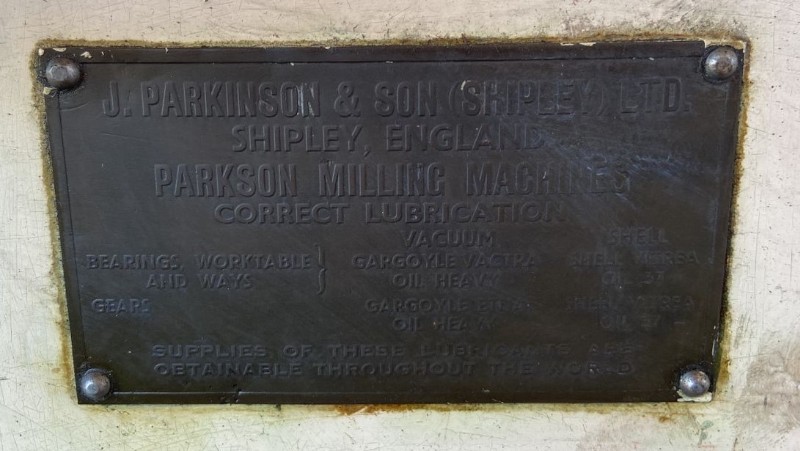 J. PARKINSON & SON (SHIPLEY) LTD.
SHIPLEY, ENGLAND
PARKSON MILLING MACHINES
CORRECT LUBRICATION
VACUUM SHELL
BEARINGS, WORKTABLE GARGOYLE VACTRA SHELL VITREA
AND WAYS OIL HEAVY OIL
GEARS GARGOYLE SHELL VITREA
OIL HEAVY OIL
SUPPLIES OF THESE LUBRICANTS ARE
OBTAINABLE THROUGHOUT THE WORLD